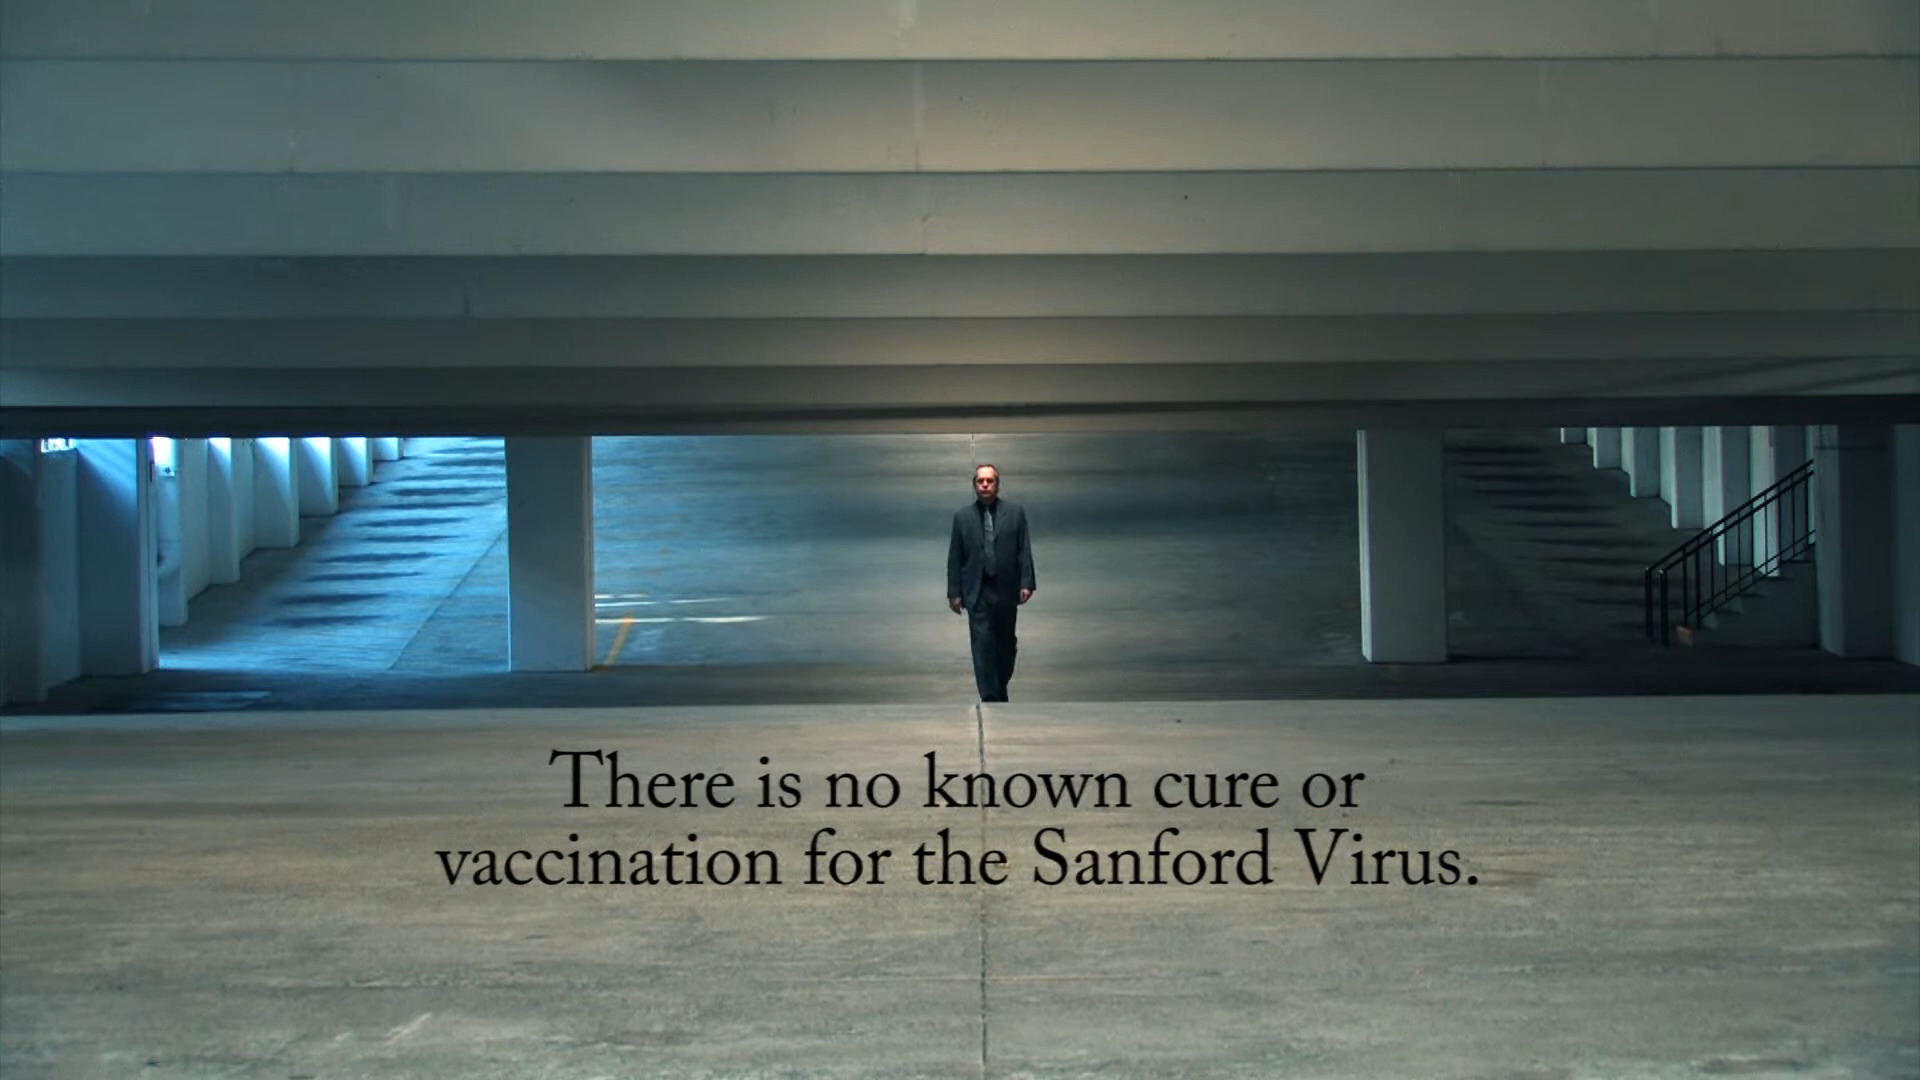 There is no known cure or
vaccination for the Sanford Virus.